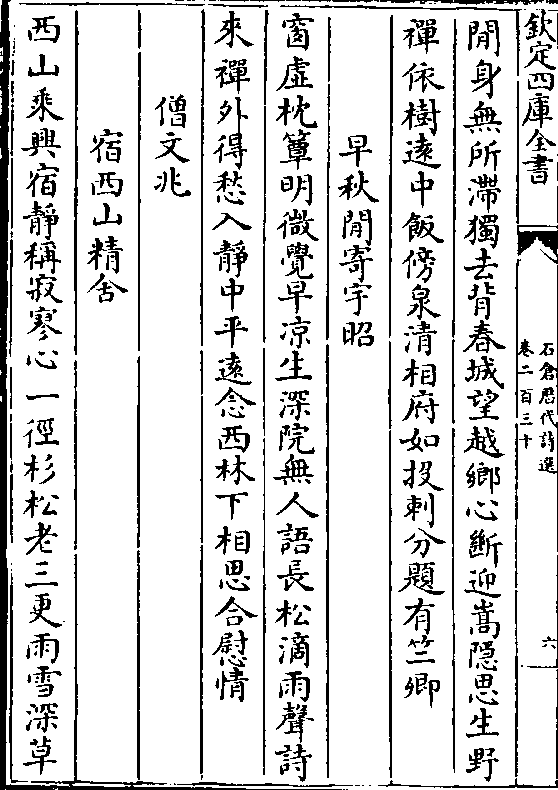 欽定四庫全書
石倉歷代詩選
卷二百三十
六
閒身無所滯獨去背春城望越鄉心斷迎嵩隠思生野
禪依樹逺中飯傍泉清相府如投刺分題有竺卿
早秋閒寄宇昭
窗虛枕簟明微覺早凉生深院無人語長松滴雨聲詩
來禪外得愁入靜中平逺念西林下相思合慰情
僧文兆
宿西山精舍
西山乘興宿靜稱寂寥心一徑杉松老三更雨雪深草